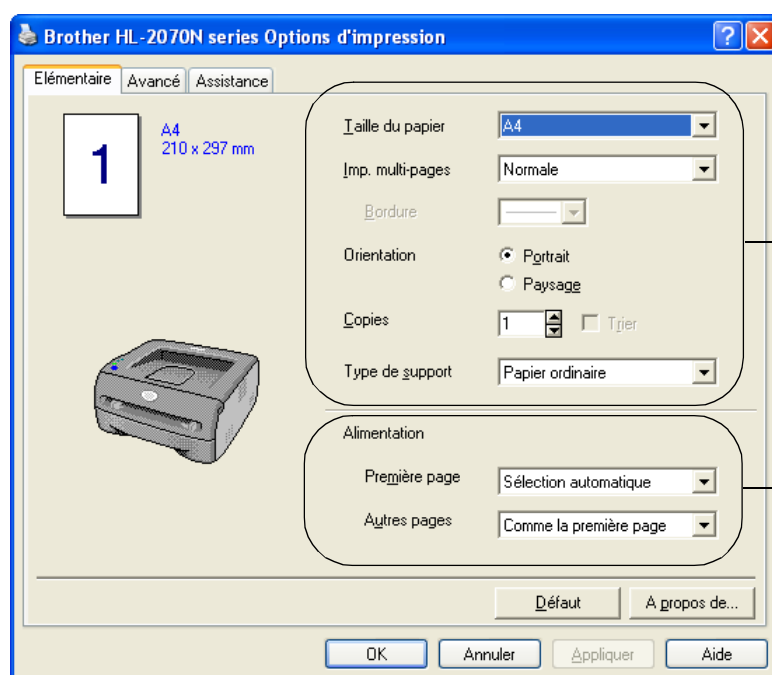 Brother HL-2070N series Options d'impression
Elémentaire Avancé Assistance
1
A4
210 x 297 mm
Taille du papier A4
Imp. multi-pages Normale
Bordure
Orientation Portrait
Paysage
Copies 1 Trier
Type de support Papier ordinaire
Alimentation
Première page Sélection automatique
Autres pages Comme la première page
Défaut A propos de...
OK Annuler Appliquer Aide